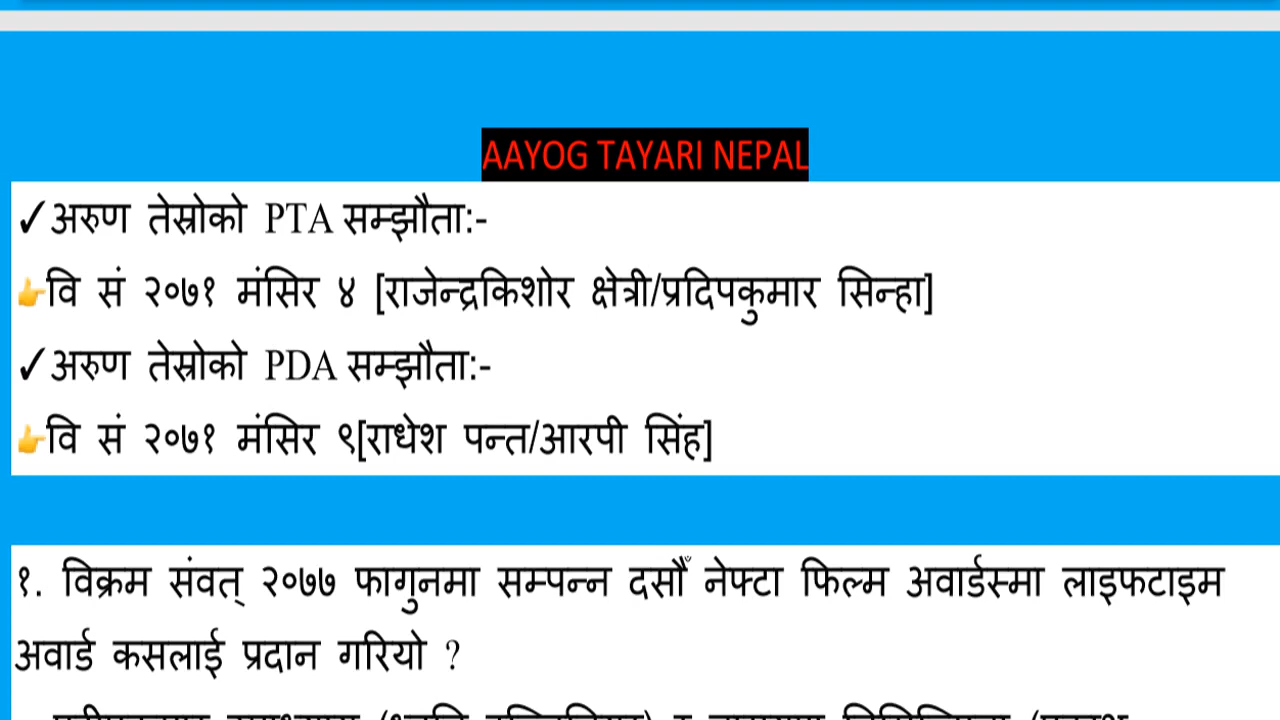 AAYOG TAYARI NEPAL
✓अरुण तेस्रोको PTA सम्झौता:-
👉वि सं २०७१ मंसिर ४ [राजेन्द्रकिशोर क्षेत्री/प्रदिपकुमार सिन्हा]
✓अरुण तेस्रोको PDA सम्झौता:-
👉वि सं २०७१ मंसिर ९[राधेश पन्त/आरपी सिंह]
१. विक्रम संवत् २०७७ फागुनमा सम्पन्न दसौँ नेफ्टा फिल्म अवार्डस्मा लाइफटाइम
अवार्ड कसलाई प्रदान गरियो ?